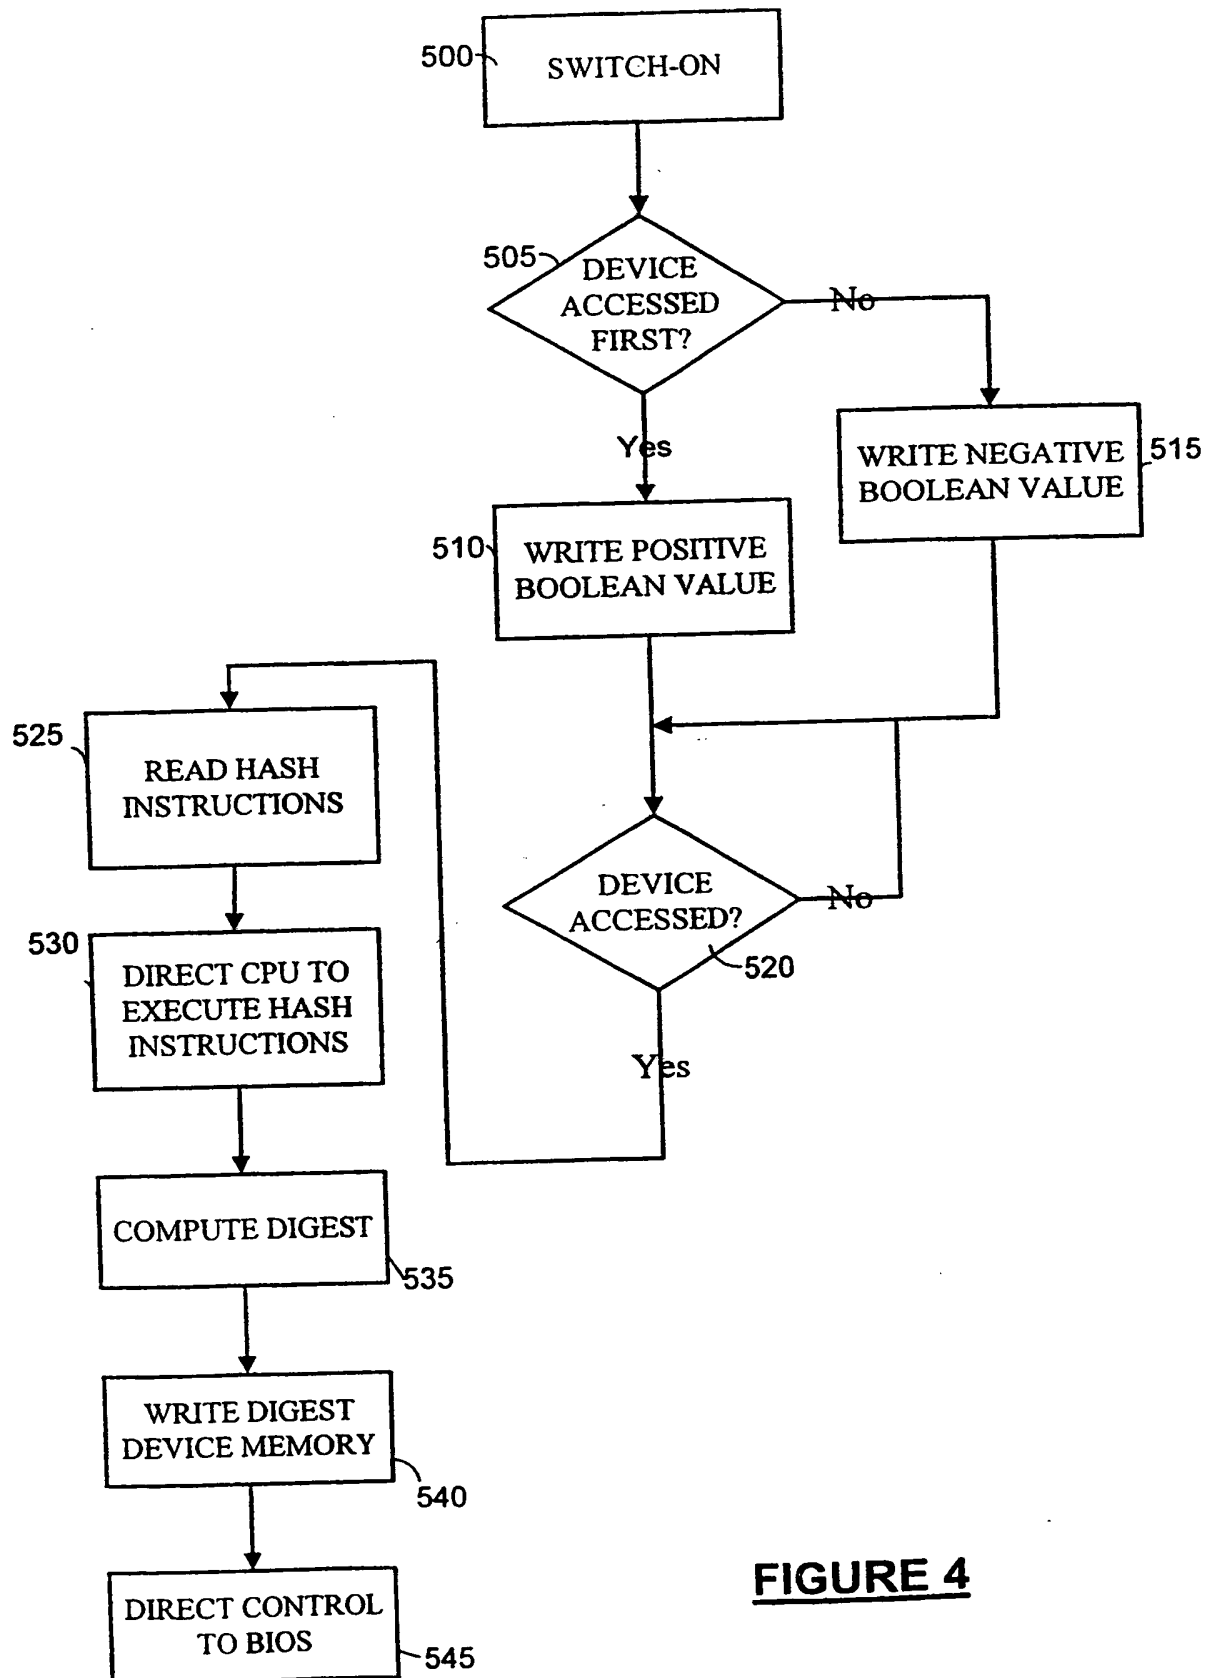 500
SWITCH-ON
505
DEVICE
ACCESSED
FIRST?
No
Yes
WRITE NEGATIVE
BOOLEAN VALUE
515
510
WRITE POSITIVE
BOOLEAN VALUE
525
READ HASH
INSTRUCTIONS
DEVICE
ACCESSED?
No
520
530
DIRECT CPU TO
EXECUTE HASH
INSTRUCTIONS
Yes
COMPUTE DIGEST
535
WRITE DIGEST
DEVICE MEMORY
540
DIRECT CONTROL
TO BIOS
545
FIGURE 4